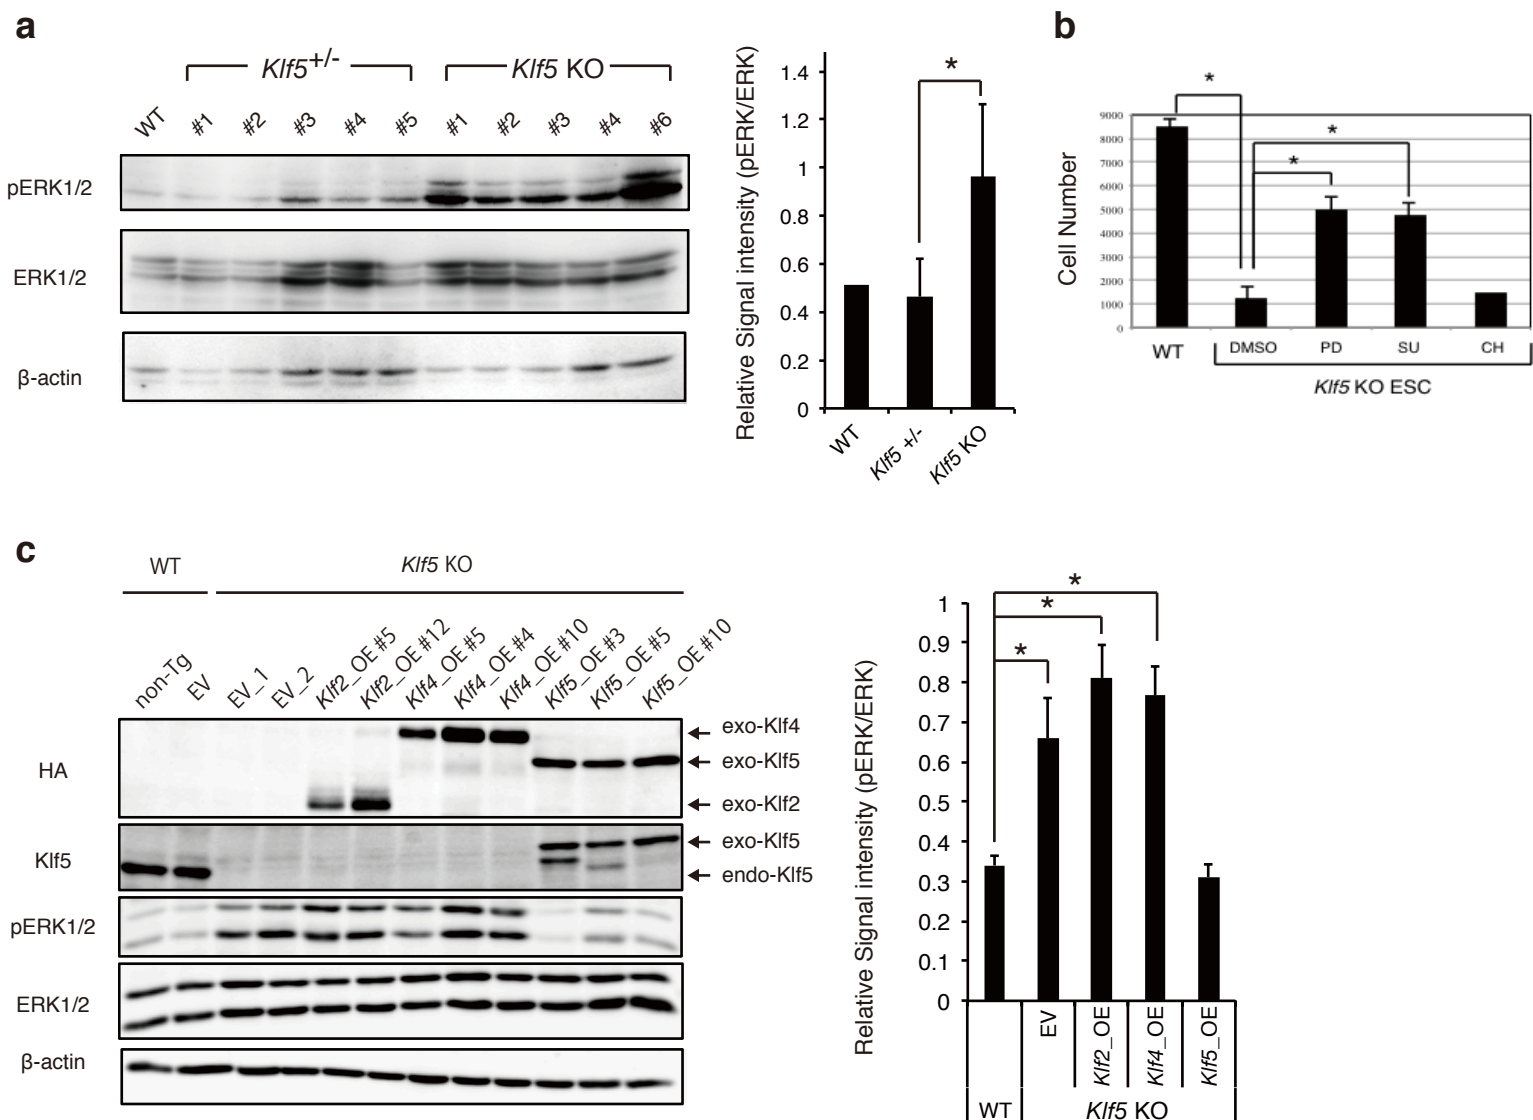 a
Klf5+/-
Klf5 KO
WT #1 #2 #3 #4 #5 #1 #2 #3 #4 #6
pERK1/2
ERK1/2
β-actin
Relative Signal intensity (pERK/ERK)
1.4
1.2
1
0.8
0.6
0.4
0.2
0
*
WT
Klf5 +/-
Klf5 KO
b
Cell Number
9000
8000
7000
6000
5000
4000
3000
2000
1000
0
*
*
*
WT
DMSO PD SU CH
Klf5 KO ESC
c
WT
Klf5 KO
non-Tg EV EV_1 EV_2 Klf2_OE #5 Klf2_OE #12 Klf4_OE #5 Klf4_OE #4 Klf4_OE #10 Klf5_OE #3 Klf5_OE #5 Klf5_OE #10
HA
exo-Klf4
exo-Klf5
exo-Klf2
Klf5
exo-Klf5
endo-Klf5
pERK1/2
ERK1/2
β-actin
Relative Signal intensity (pERK/ERK)
1
0.9
0.8
0.7
0.6
0.5
0.4
0.3
0.2
0.1
0
*
*
*
EV
Klf2_OE
Klf4_OE
Klf5_OE
WT
Klf5 KO